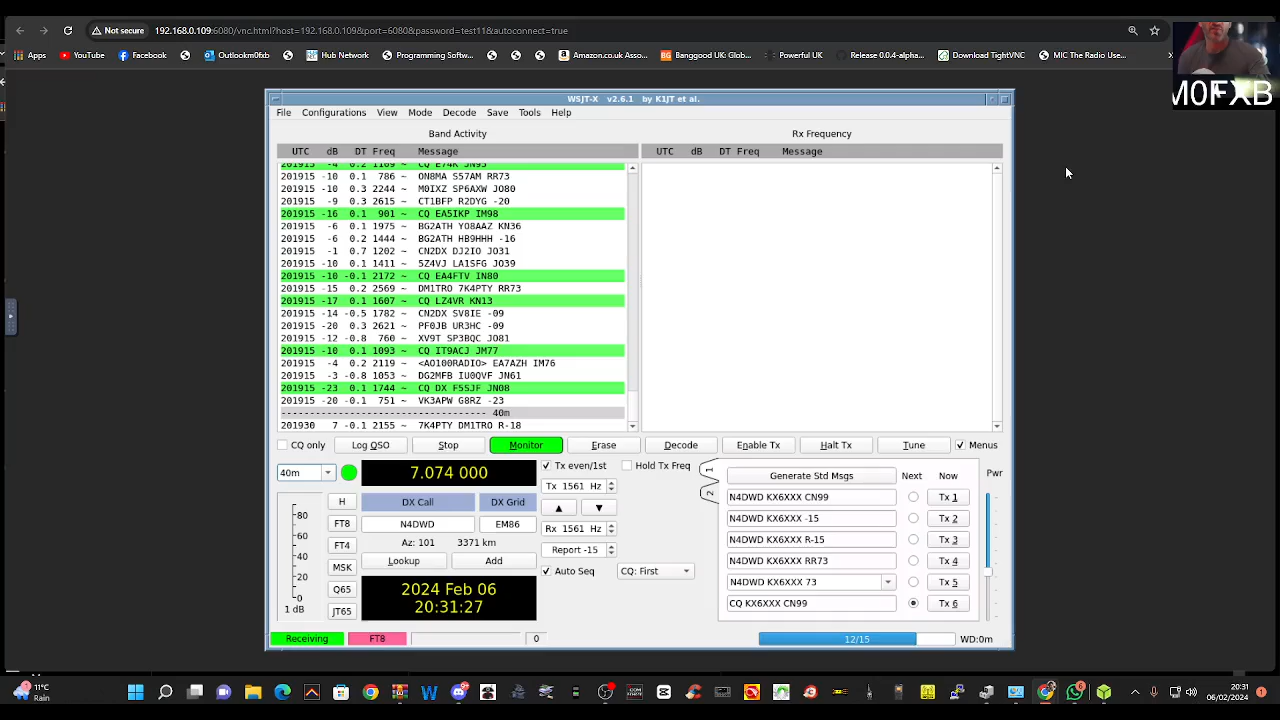 Not secure 192.168.0.109:6080/vnc.html?host=192.168.0.109&port=6080&password=test11&autoconnect=true
Apps YouTube Facebook Outlookm0fxb Hub Network Programming Amazon.co.uk: Banggood UK: Glob: Powerful UK Release 0.0.4-alpha... Download TightVNC MIC The Radio Use...
M0FXB
WSJT-X v2.6.1 by K1JT et al.
File Configurations View Mode Decode Save Tools Help
Band Activity Rx Frequency
UTC dB DT Freq Message UTC dB DT Freq Message
201915 -4 0.2 1109 ~ CQ E74K JN95
201915 -10 0.1 786 ~ ON8MA S57AM RR73
201915 -10 0.3 2244 ~ M0IXZ SP6AXW JO80
201915 -9 0.3 2615 ~ CT1BFP R2DYG -20
201915 -16 0.1 901 ~ CQ EA5IKP IM98
201915 -6 0.1 1975 ~ BG2ATH YO8AAZ KN36
201915 -6 0.2 1444 ~ BG2ATH HB9HHH -16
201915 -1 0.7 1202 ~ CN2DX DJ2IO JO31
201915 -10 0.1 1411 ~ 5Z4VJ LA1SFG JO39
201915 -10 -0.1 2172 ~ CQ EA4FTV IN80
201915 -15 0.2 2569 ~ DM1TRO 7K4PTY RR73
201915 -17 0.1 1607 ~ CQ LZ4VR KN13
201915 -14 -0.5 1782 ~ CN2DX SV8IE -09
201915 -20 0.3 2621 ~ PF0JB UR3HC -09
201915 -12 -0.8 760 ~ XV9T SP3BQC JO81
201915 -10 0.1 1093 ~ CQ IT9ACJ JM77
201915 -4 0.2 2119 ~ <AO100RADIO> EA7AZH IM76
201915 -3 -0.8 1053 ~ DG2MFB IU0QVF JN61
201915 -23 0.1 1744 ~ CQ DX F5SJF JN08
201915 -20 -0.1 751 ~ VK3APW G8RZ -23
------------------------------------ 40m
201930 7 -0.1 2155 ~ 7K4PTY DM1TRO R-18
CQ only Log QSO Stop Monitor Erase Decode Enable Tx Halt Tx Tune Menus
40m 7.074 000 Tx even/1st Hold Tx Freq 1 Generate Std Msgs Next Now Pwr
Tx 1561 Hz 2 N4DWD KX6XXX CN99 Tx 1
H DX Call DX Grid
-80 FT8 N4DWD EM86 N4DWD KX6XXX -15 Tx 2
Rx 1561 Hz
-60 FT4 Az: 101 3371 km Report -15 N4DWD KX6XXX R-15 Tx 3
-40 MSK Lookup Add Auto Seq CQ: First N4DWD KX6XXX RR73 Tx 4
-20 Q65 2024 Feb 06 N4DWD KX6XXX 73 Tx 5
0 JT65 20:31:27 CQ KX6XXX CN99 Tx 6
1 dB
Receiving FT8 0 12/15 WD:0m
11°C
Rain
20:31
06/02/2024